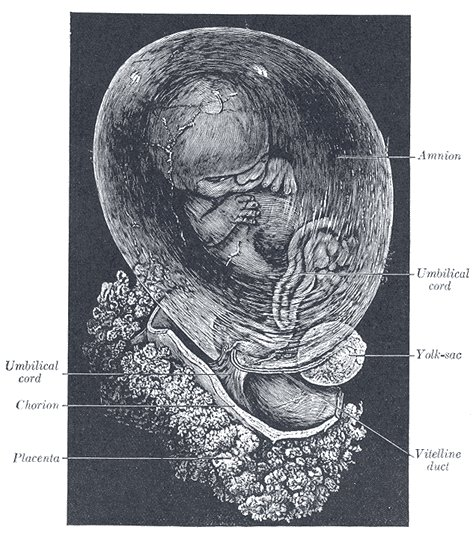 Amnion
Umbilical
cord
Yolk-sac
Umbilical
cord
Chorion
Placenta
Vitelline
duct